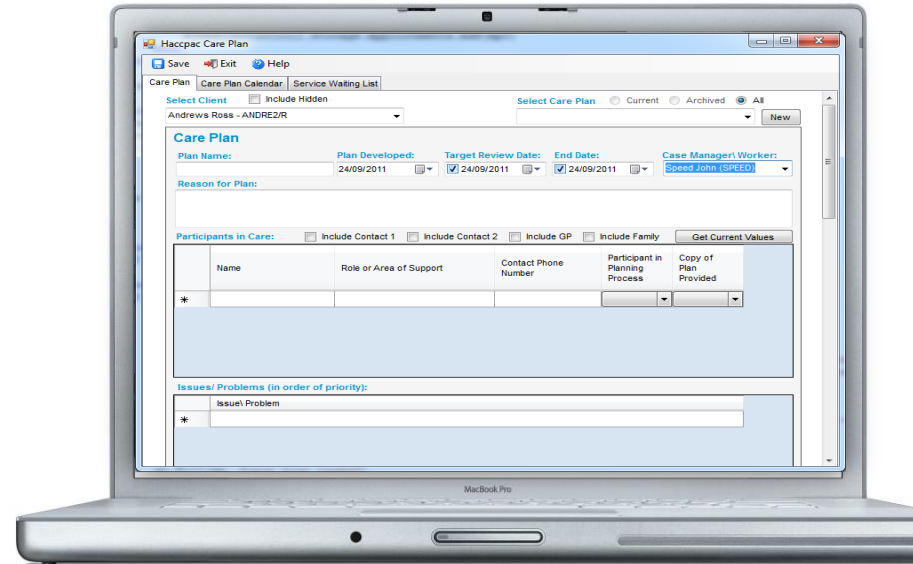 Haccpac Care Plan
Save Exit Help
Care Plan Care Plan Calendar Service Waiting List
Select Client Include Hidden Select Care Plan Current Archived All
Andrews Ross - ANDRE2/R New
Care Plan
Plan Name: Plan Developed: Target Review Date: End Date: Case Manager\ Worker:
24/09/2011 24/09/2011 24/09/2011 Speed John (SPEED)
Reason for Plan:
Participants in Care: Include Contact 1 Include Contact 2 Include GP Include Family Get Current Values
Name Role or Area of Support Contact Phone Number Participant in Planning Process Copy of Plan Provided
Issues/ Problems (in order of priority):
Issue\ Problem
MacBook Pro